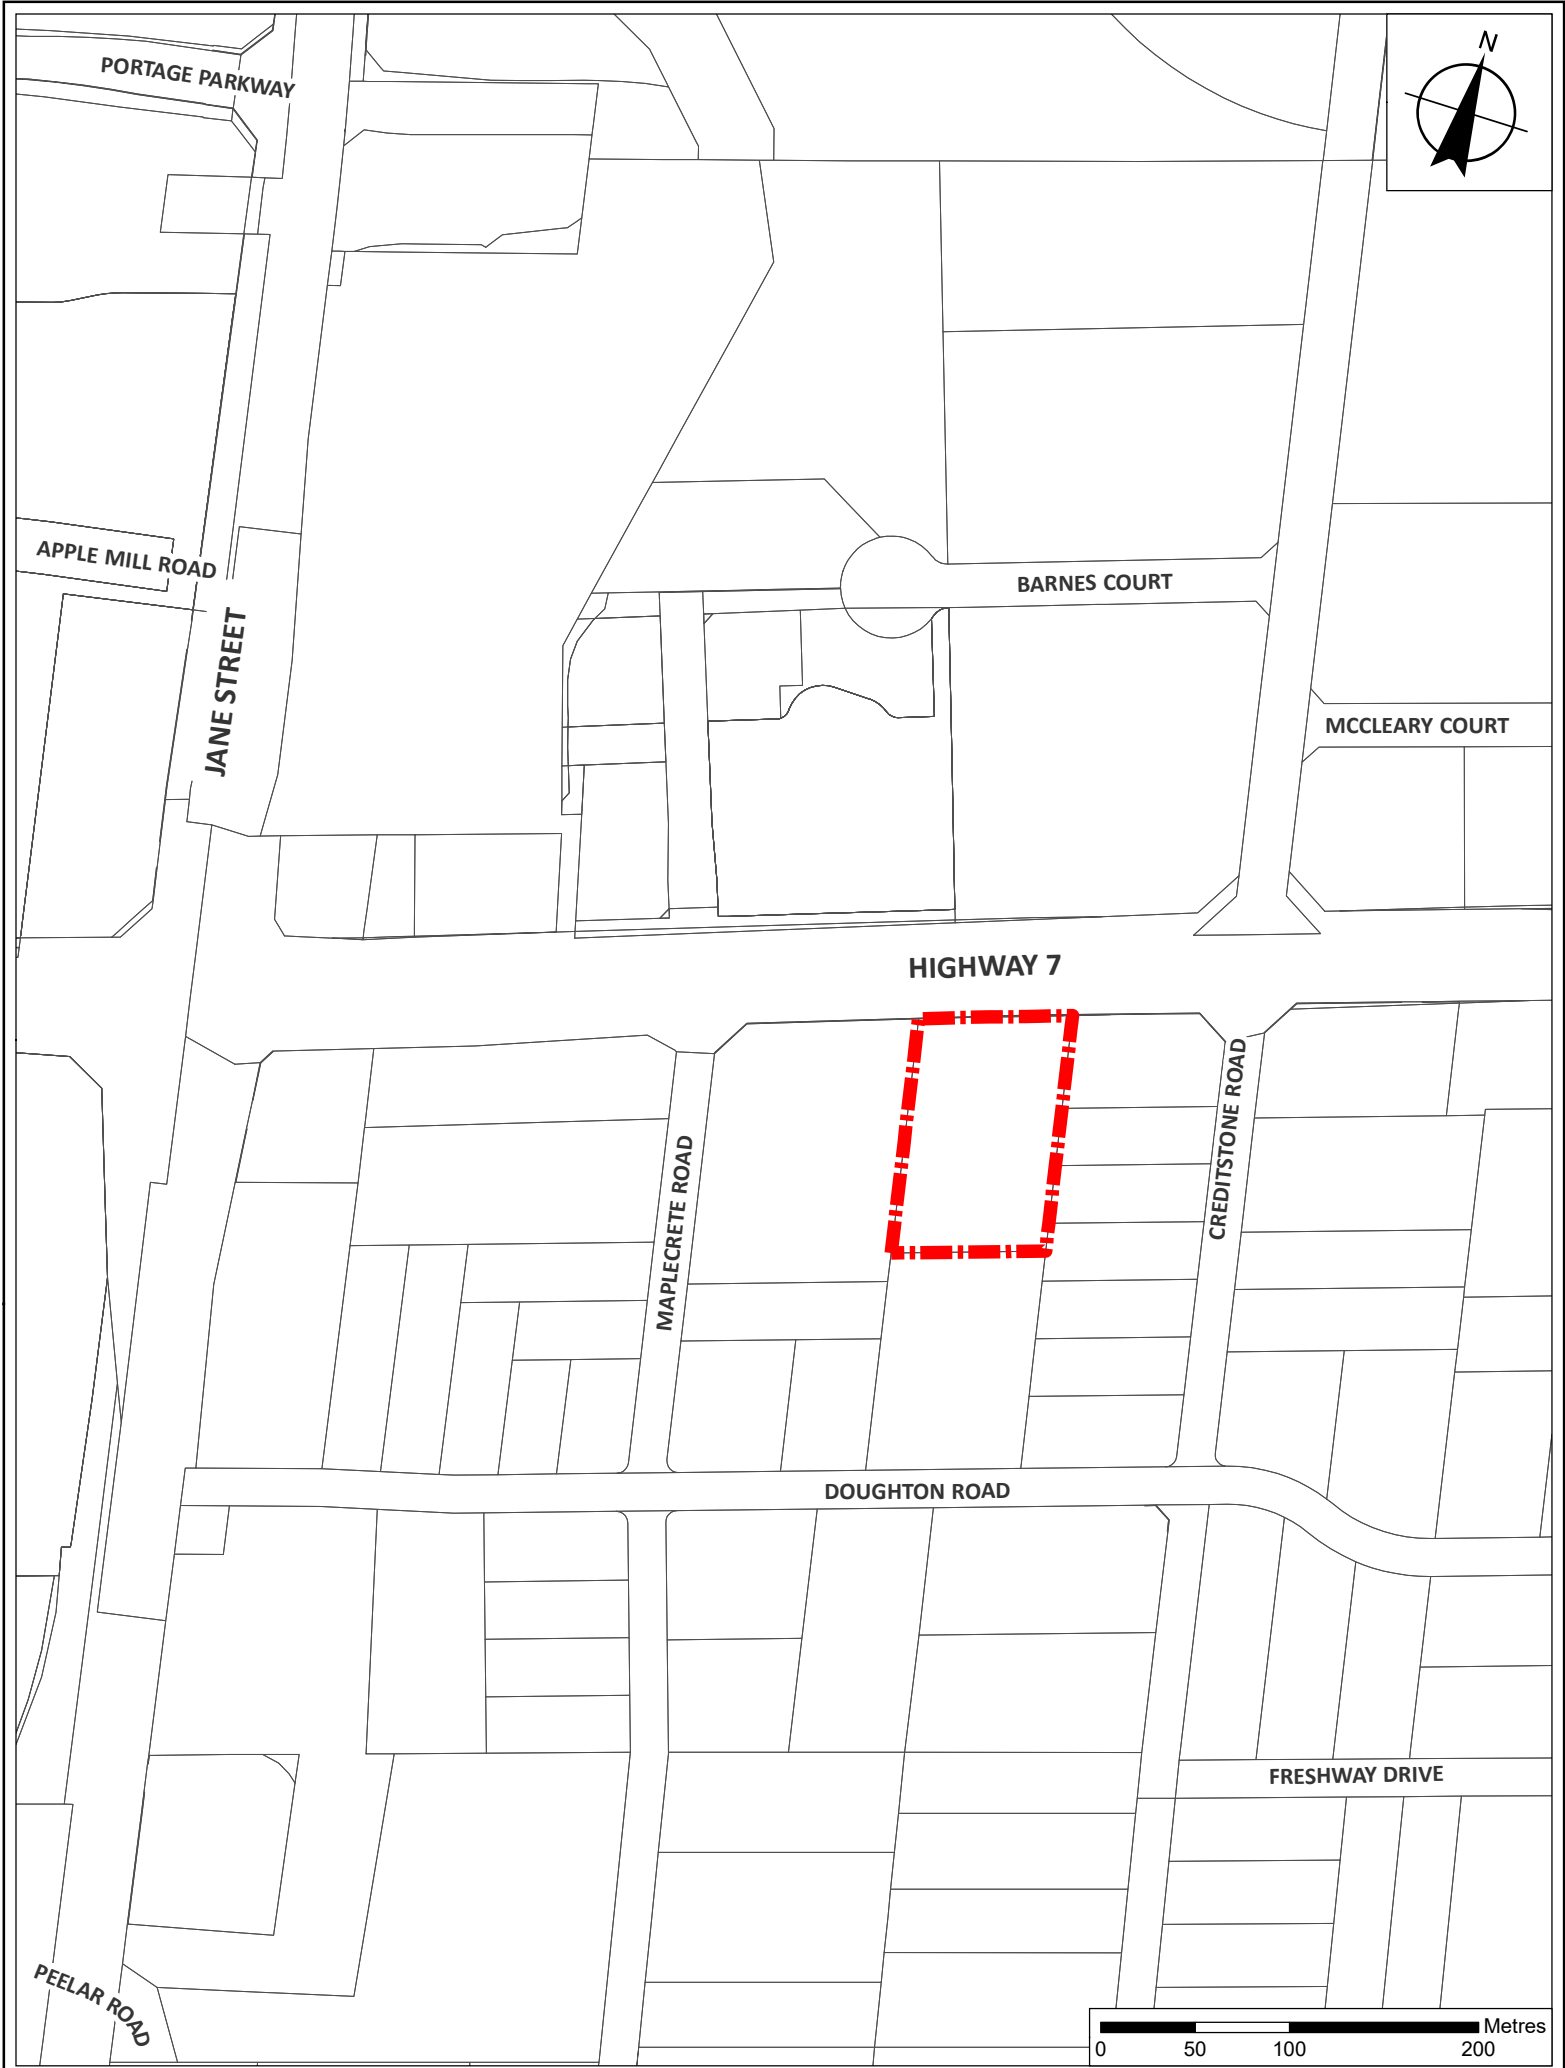 N
PORTAGE PARKWAY
APPLE MILL ROAD
BARNES COURT
JANE STREET
MCCLEARY COURT
HIGHWAY 7
CREDITSTONE ROAD
MAPLECRETE ROAD
DOUGHTON ROAD
FRESHWAY DRIVE
PEELAR ROAD
Metres
0 50 100 200